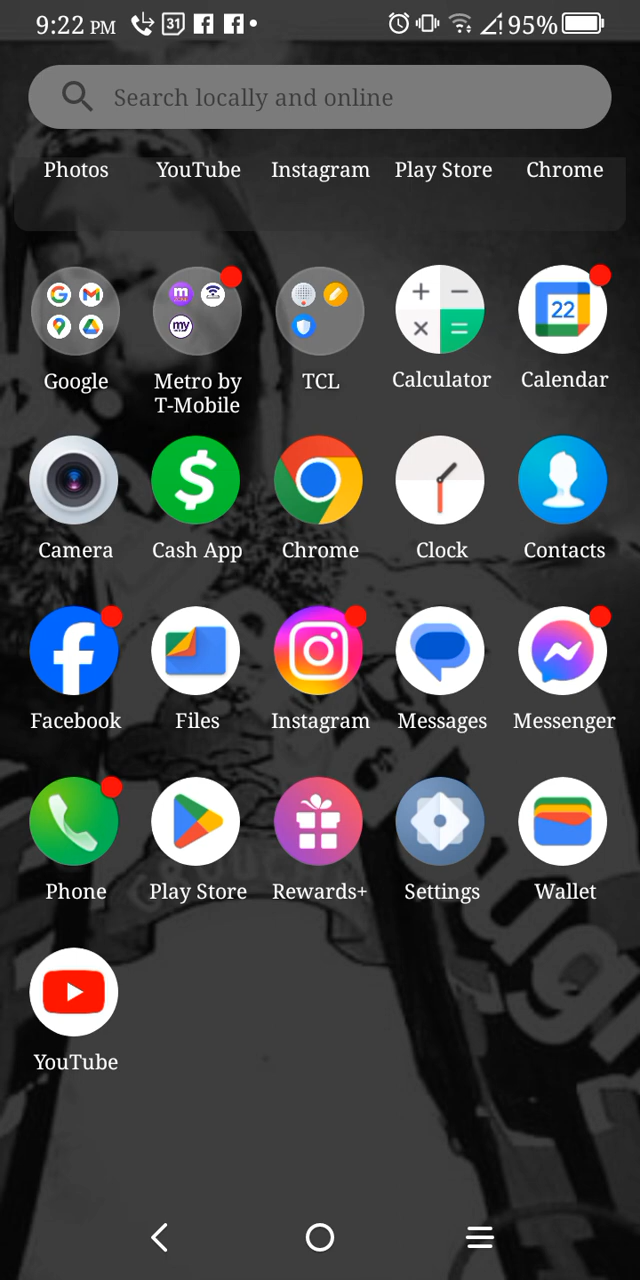 9:22 PM 31 95%
Search locally and online
Photos YouTube Instagram Play Store Chrome
Google Metro by T-Mobile TCL Calculator 22 Calendar
Camera Cash App Chrome Clock Contacts
Facebook Files Instagram Messages Messenger
Phone Play Store Rewards+ Settings Wallet
YouTube